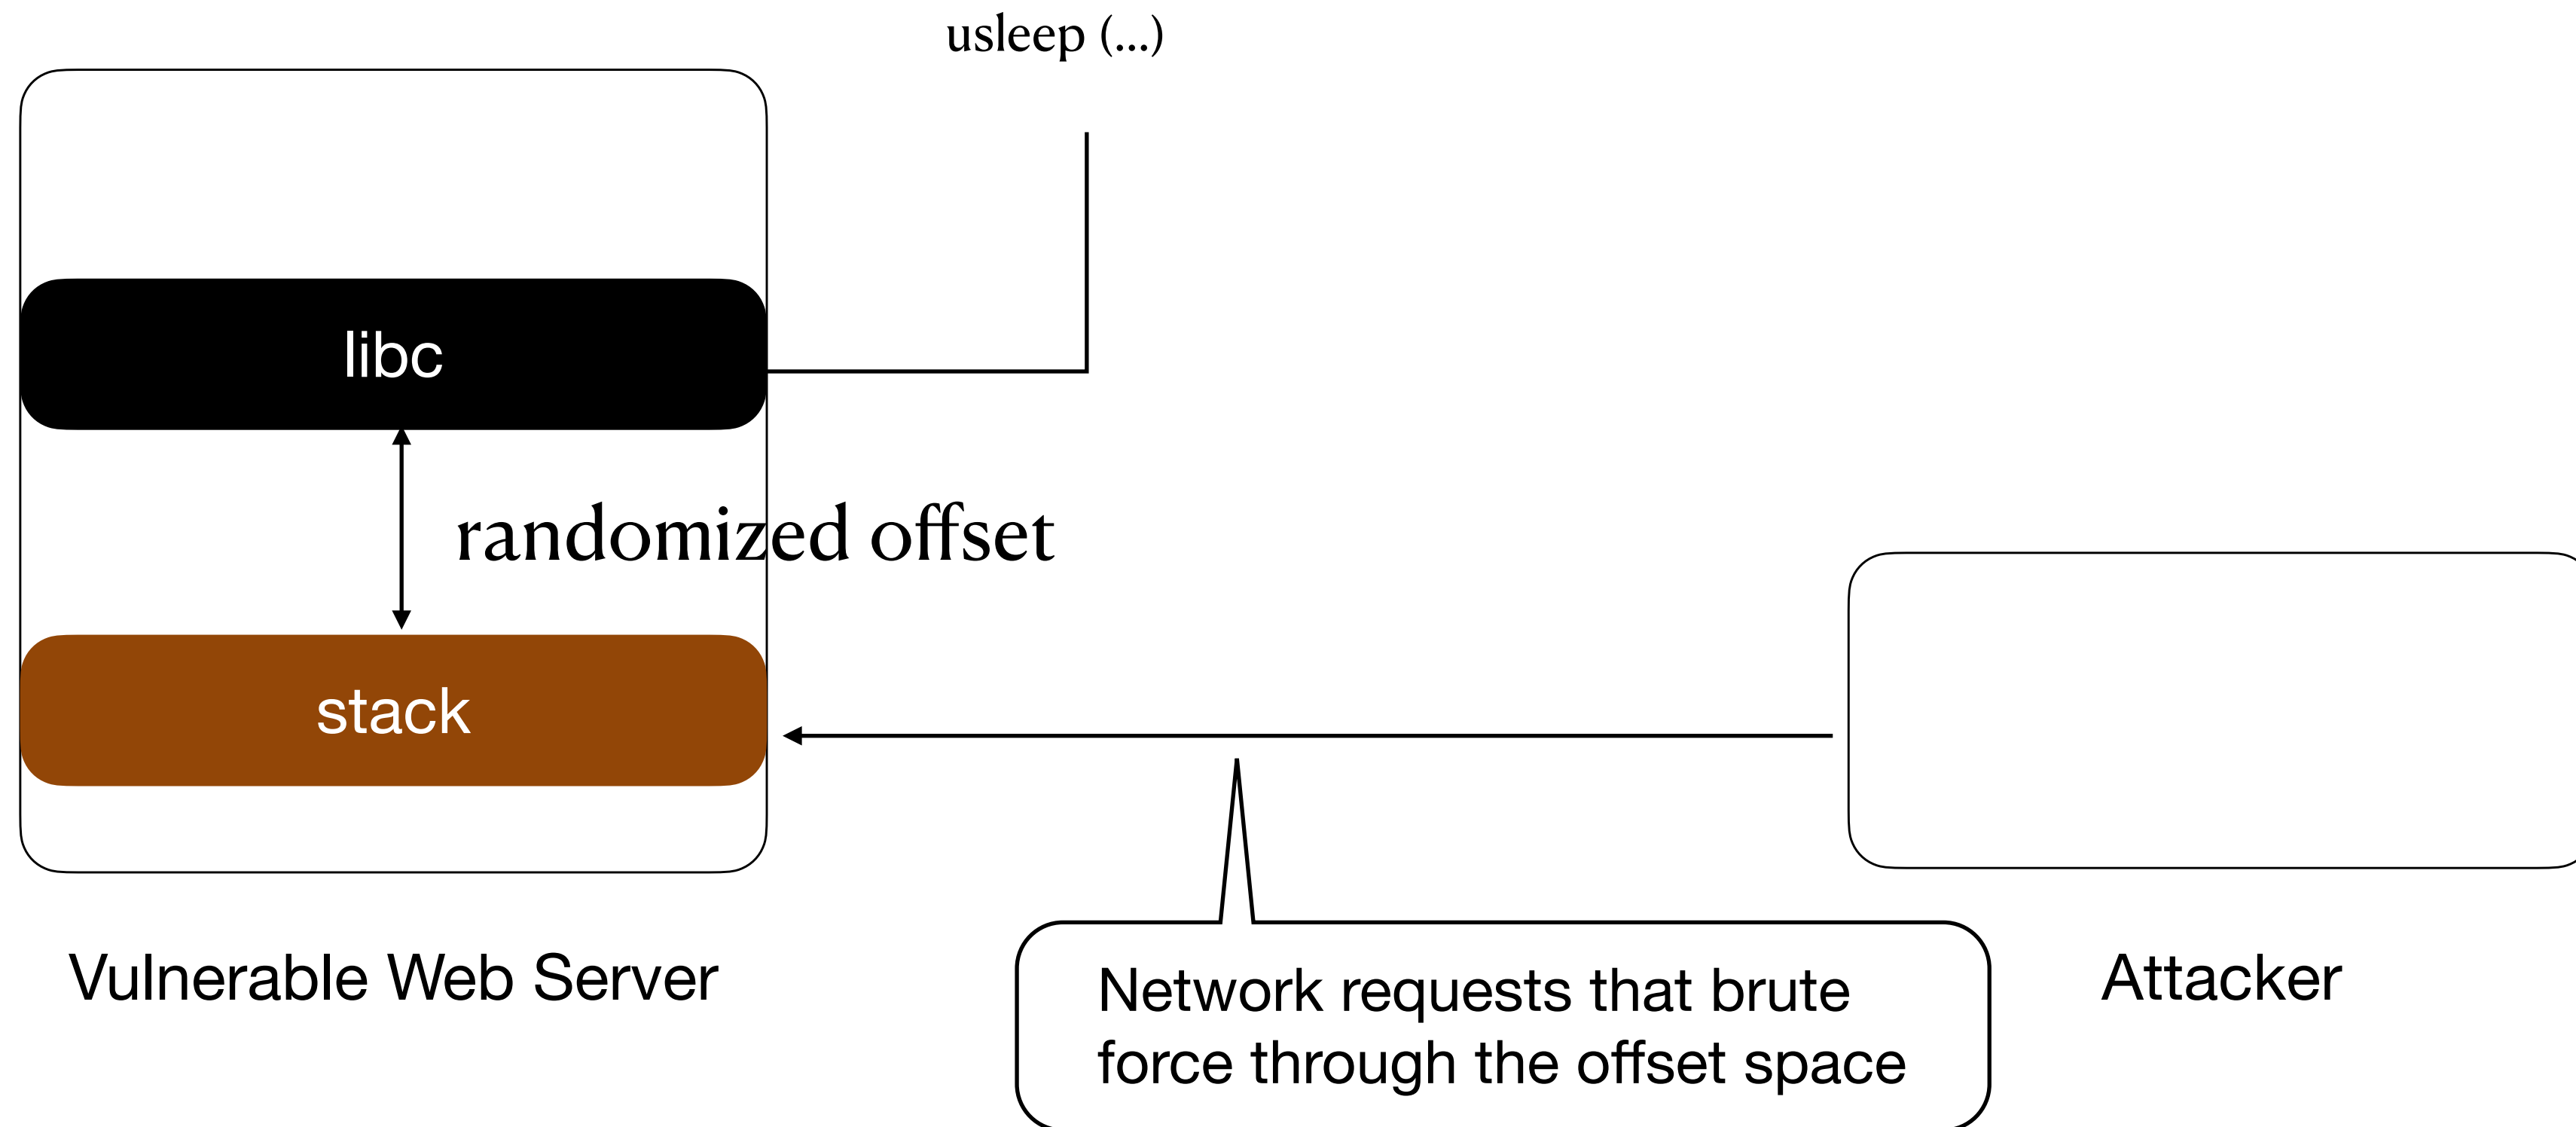 usleep (...)
libc
randomized offset
stack
Vulnerable Web Server
Attacker
Network requests that brute
force through the offset space